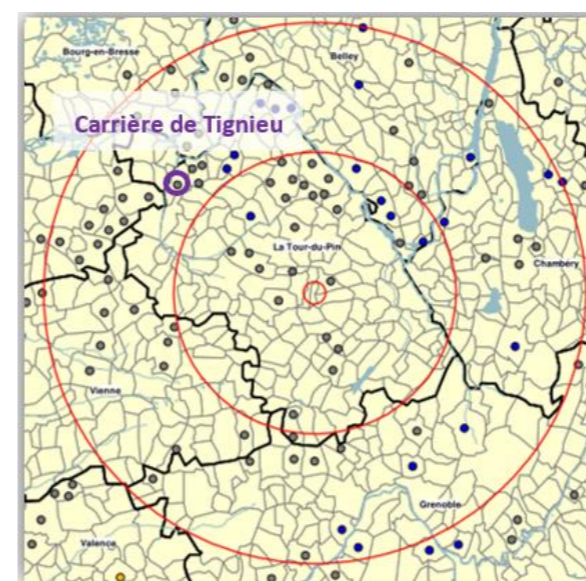 Bourg-en-Bresse
Belley
Carrière de Tignieu
La Tour-du-Pin
Chambéry
Vienne
Grenoble
Valence